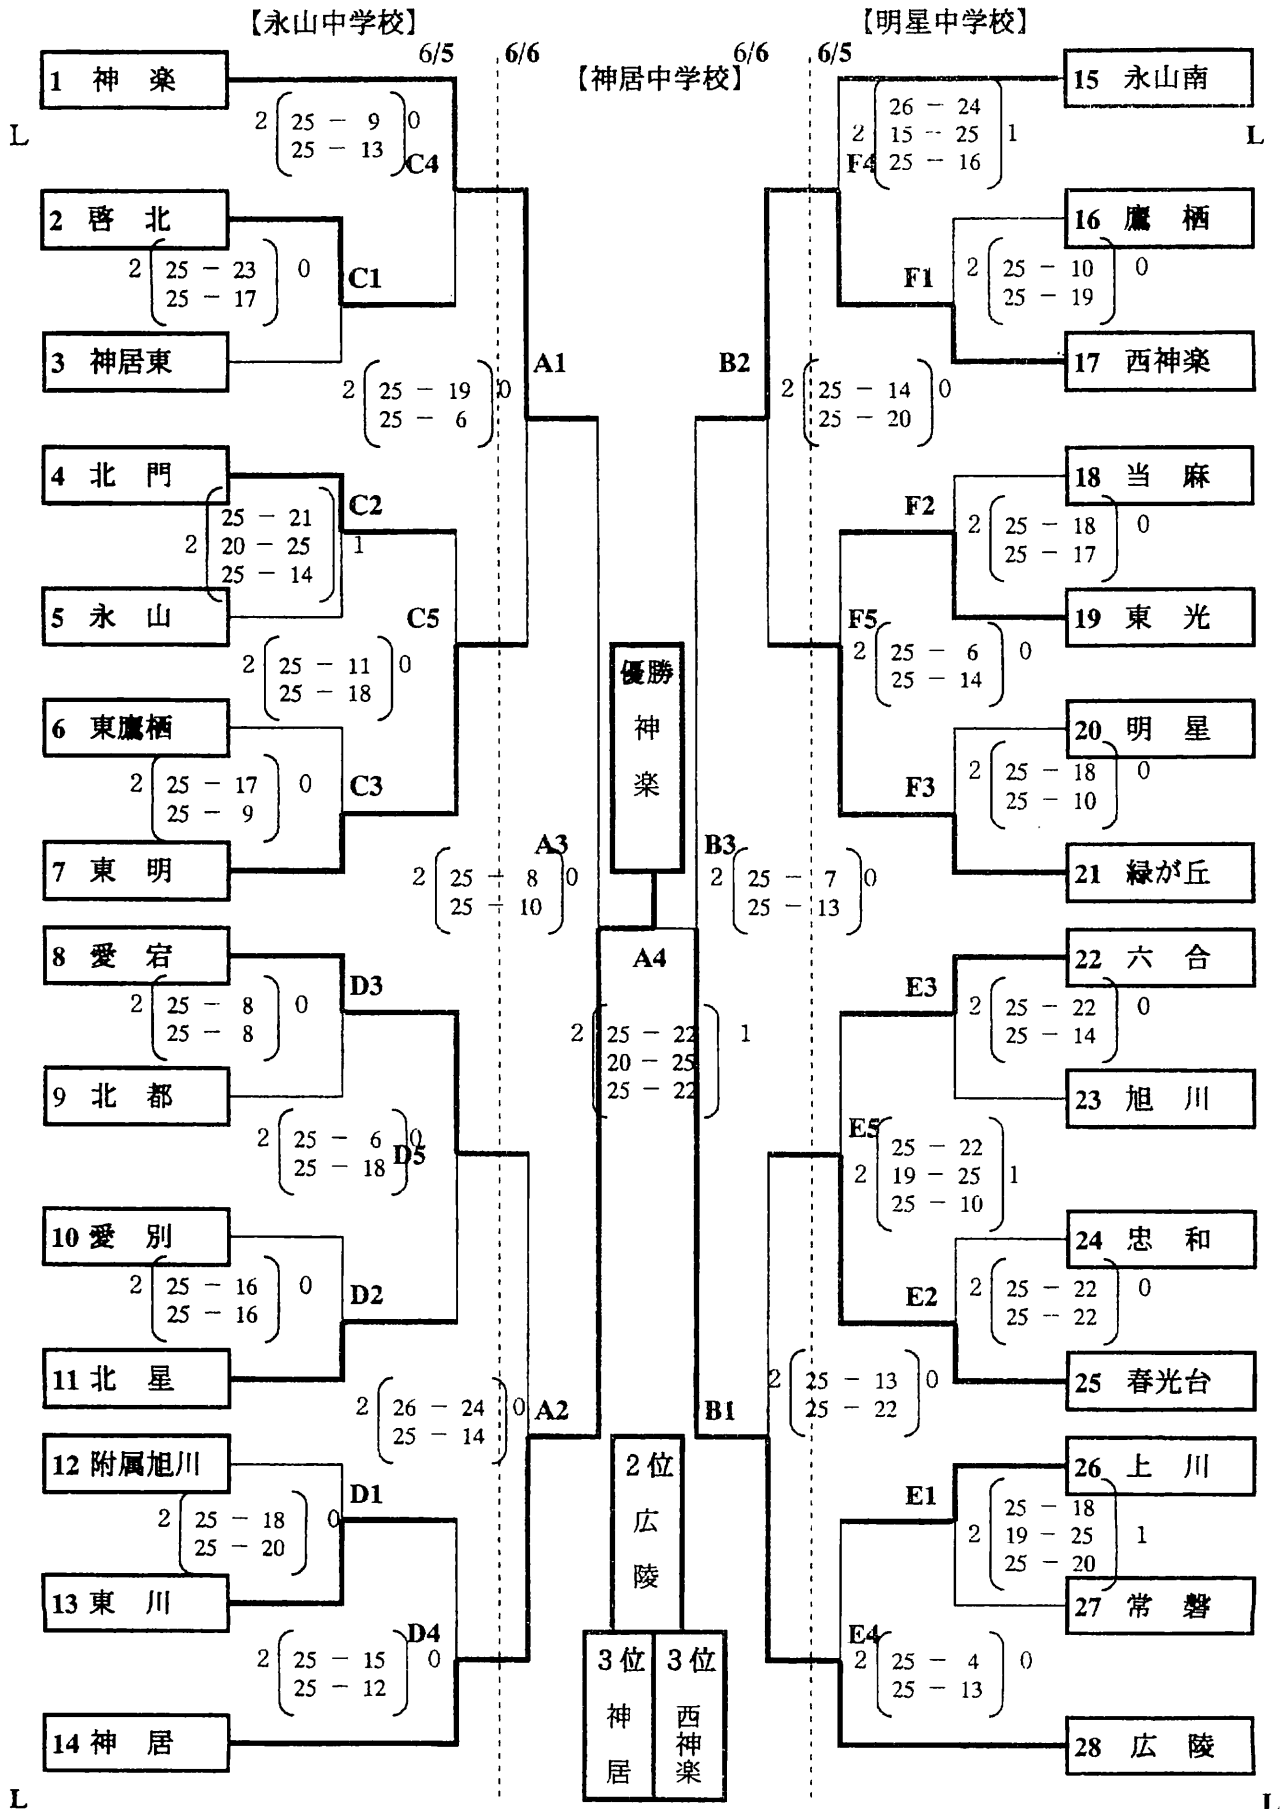 【永山中学校】
【明星中学校】
6/5
6/6
【神居中学校】
6/6
6/5
L
L
1 神 楽
2 25 － 9 0
25 － 13
C4
2 啓 北
2 25 － 23 0
25 － 17
C1
3 神居東
2 25 － 19 0
25 － 6
A1
4 北 門
C2
25 － 21
2 20 － 25 1
25 － 14
5 永 山
C5
2 25 － 11 0
25 － 18
6 東鷹栖
2 25 － 17 0
25 － 9
C3
7 東 明
A3
2 25 － 8 0
25 － 10
8 愛 宕
2 25 － 8 0
25 － 8
D3
9 北 都
2 25 － 6 0
25 － 18
D5
10 愛 別
2 25 － 16 0
25 － 16
D2
11 北 星
2 26 － 24 0
25 － 14
A2
12 附属旭川
D1
2 25 － 18 0
25 － 20
13 東 川
D4
2 25 － 15 0
25 － 12
14 神 居
L
優勝
神
楽
A4
25 － 22
2 20 － 25 1
25 － 22
2位
広
陵
3位
神
居
3位
西
神
楽
15 永山南
26 － 24
2 15 － 25 1
25 － 16
F4
16 鷹 栖
F1
2 25 － 10 0
25 － 19
17 西神楽
B2
2 25 － 14 0
25 － 20
18 当 麻
F2
2 25 － 18 0
25 － 17
19 東 光
F5
2 25 － 6 0
25 － 14
20 明 星
F3
2 25 － 18 0
25 － 10
21 緑が丘
B3
2 25 － 7 0
25 － 13
22 六 合
E3
2 25 － 22 0
25 － 14
23 旭 川
E5
25 － 22
2 19 － 25 1
25 － 10
24 忠 和
E2
2 25 － 22 0
25 － 22
25 春光台
B1
2 25 － 13 0
25 － 22
26 上 川
E1
25 － 18
2 19 － 25 1
25 － 20
27 常 磐
E4
2 25 － 4 0
25 － 13
28 広 陵
L